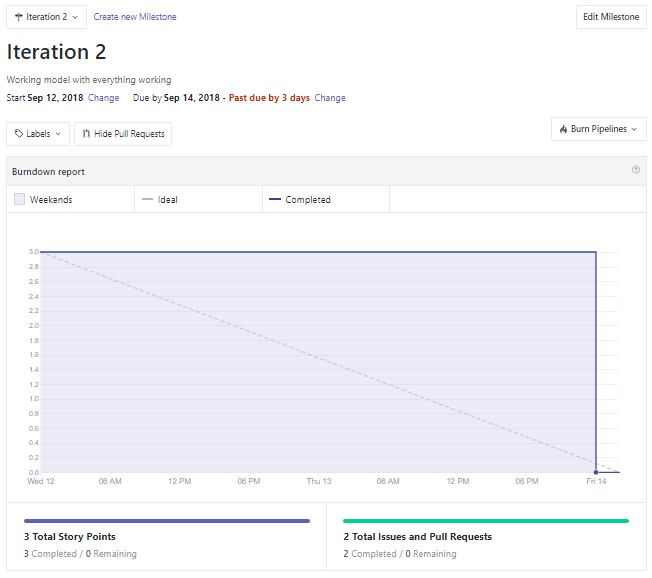 Iteration 2 Create new Milestone Edit Milestone
Iteration 2
Working model with everything working
Start Sep 12, 2018 Change Due by Sep 14, 2018 - Past due by 3 days Change
Labels Hide Pull Requests Burn Pipelines
Burndown report
Weekends Ideal Completed
3.0
2.8
2.6
2.4
2.2
2.0
1.8
1.6
1.4
1.2
1.0
0.8
0.6
0.4
0.2
0.0
Wed 12 06 AM 12 PM 06 PM Thu 13 06 AM 12 PM 06 PM Fri 14
3 Total Story Points
3 Completed / 0 Remaining
2 Total Issues and Pull Requests
2 Completed / 0 Remaining